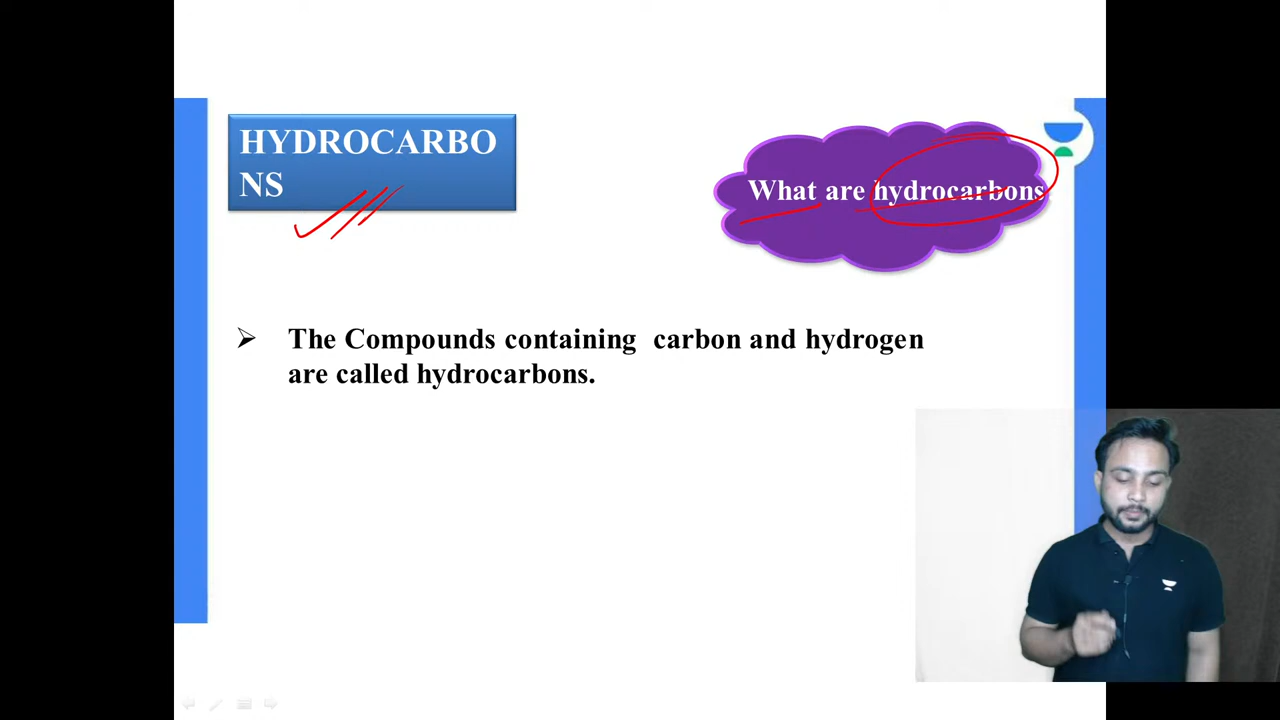 HYDROCARBO
NS
What are hydrocarbons
The Compounds containing carbon and hydrogen
are called hydrocarbons.